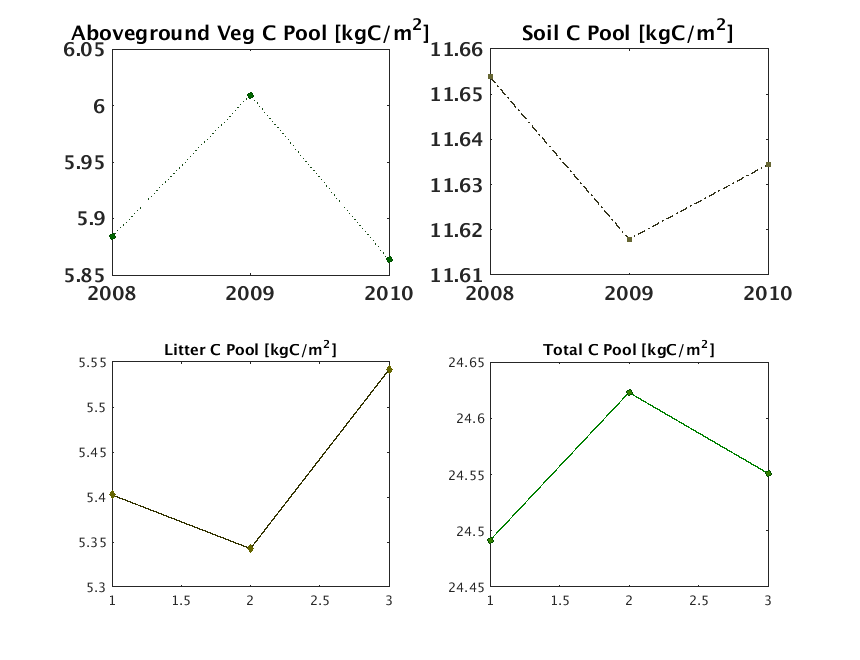 Aboveground Veg C Pool [kgC/m²]
6.05
6
5.95
5.9
5.85
2008 2009 2010
Soil C Pool [kgC/m²]
11.66
11.65
11.64
11.63
11.62
11.61
2008 2009 2010
Litter C Pool [kgC/m²]
5.55
5.5
5.45
5.4
5.35
5.3
1 1.5 2 2.5 3
Total C Pool [kgC/m²]
24.65
24.6
24.55
24.5
24.45
1 1.5 2 2.5 3